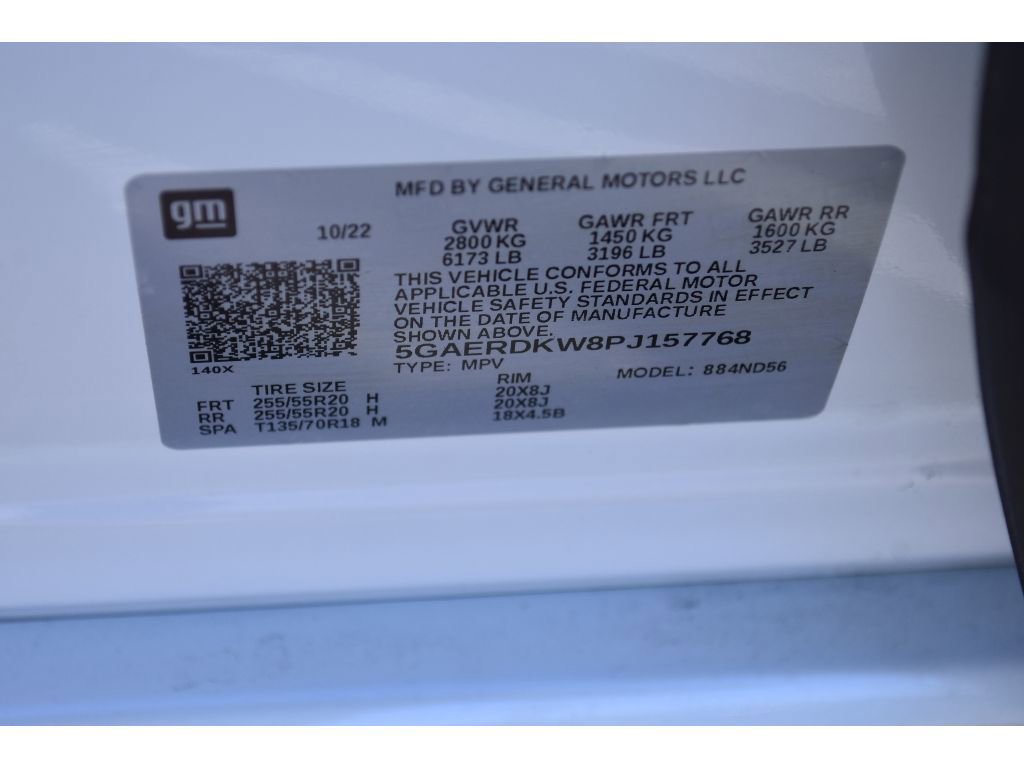 gm
MFD BY GENERAL MOTORS LLC
10/22
GVWR GAWR FRT GAWR RR
2800 KG 1450 KG 1600 KG
6173 LB 3196 LB 3527 LB
THIS VEHICLE CONFORMS TO ALL
APPLICABLE U.S. FEDERAL MOTOR
VEHICLE SAFETY STANDARDS IN EFFECT
ON THE DATE OF MANUFACTURE
SHOWN ABOVE.
5GAERDKW8PJ157768
140X
TYPE: MPV MODEL: 884ND56
TIRE SIZE RIM
FRT 255/55R20 H 20X8J
RR 255/55R20 H 20X8J
SPA T135/70R18 M 18X4.5B